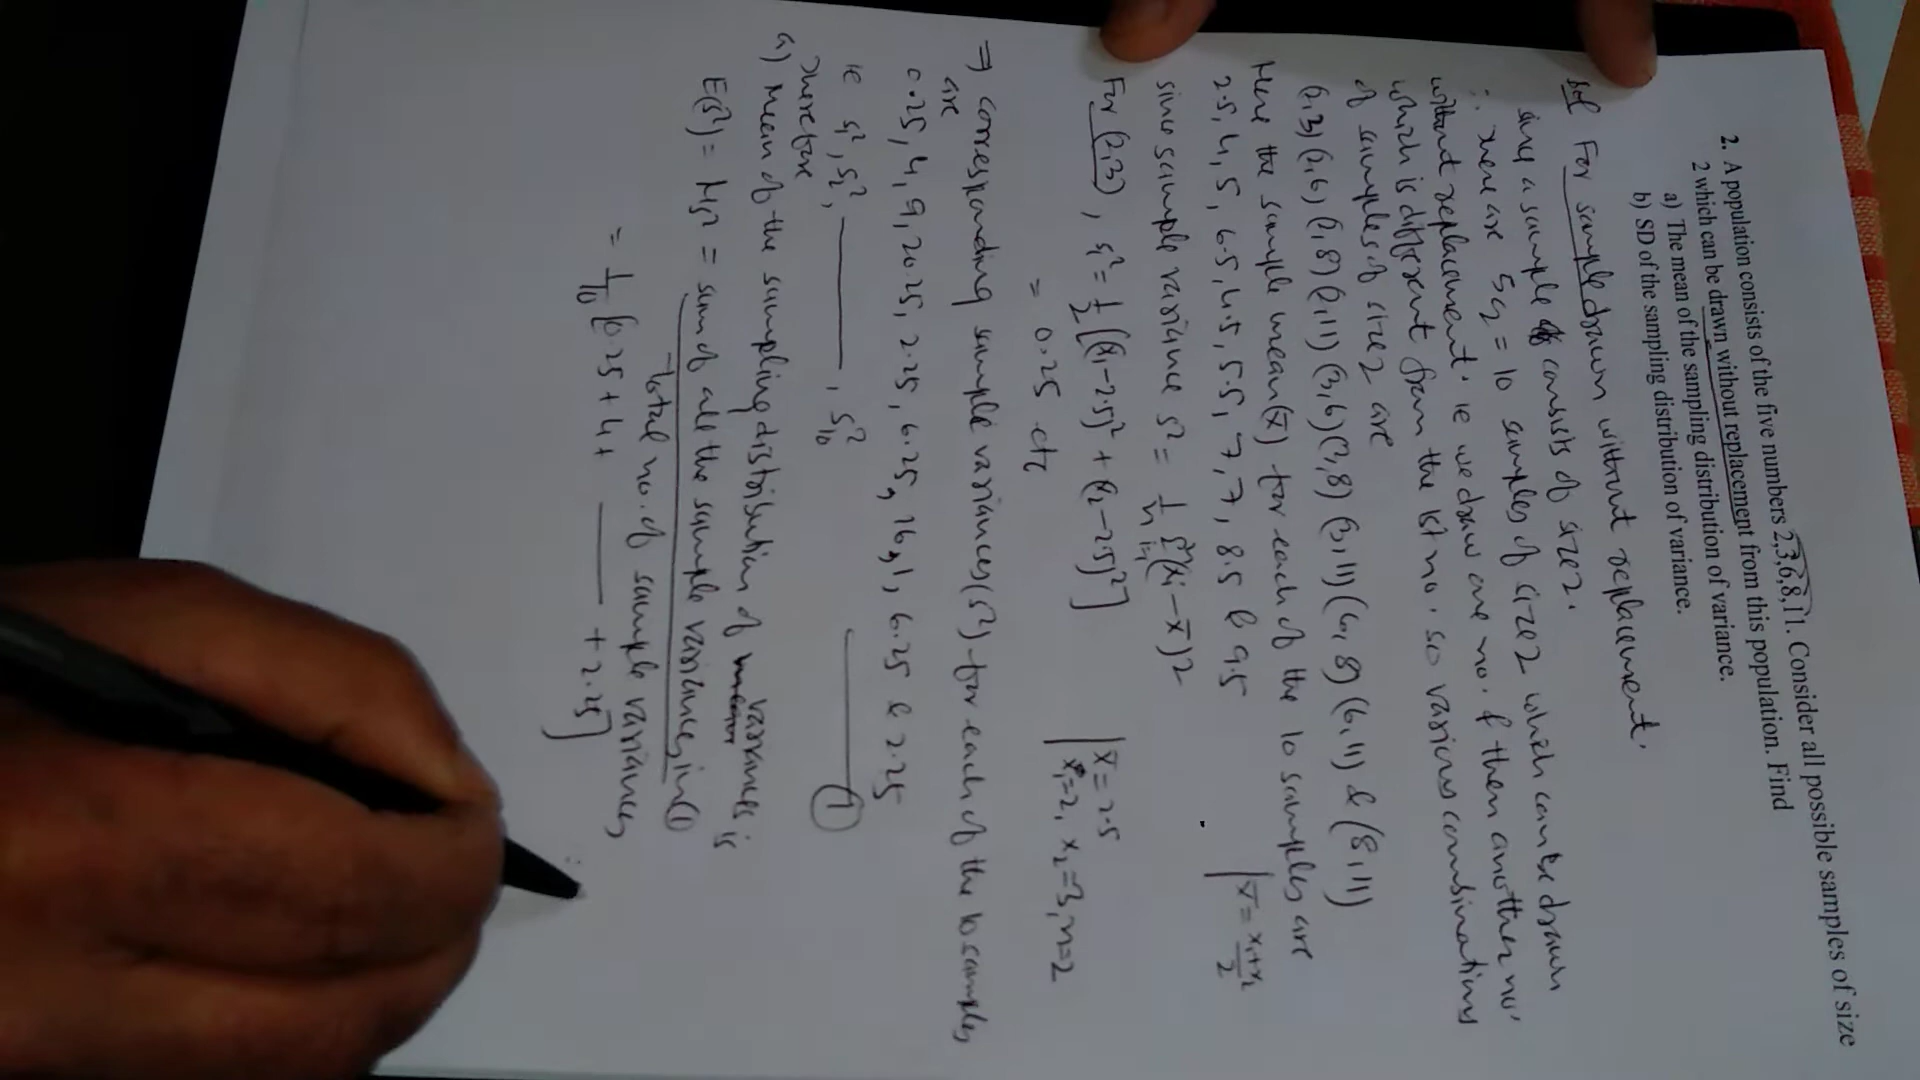 2. A population consists of the five numbers 2,3,6,8,11. Consider all possible samples of size
2 which can be drawn without replacement from this population. Find
a) The mean of the sampling distribution of variance.
b) SD of the sampling distribution of variance.
Sol For sample drawn without replacement.
since a sample consists of size 2.
∴ there are 5C2 = 10 samples of size 2 which can be drawn
without replacement. ie we draw one no. & then another no.
which is different from the 1st no. so various combinations
of samples of size 2 are
(2,3) (2,6) (2,8) (2,11) (3,6) (3,8) (3,11) (6,8) (6,11) & (8,11)
Here the sample mean (x̄) for each of the 10 samples are
2.5, 4, 5, 6.5, 4.5, 5.5, 7, 7, 8.5 & 9.5 | x̄ = x₁+x₂/2
since sample variance s² = 1/n Σ i=1 (xᵢ - x̄)²
For (2,3), s₁² = 1/2 [(x₁-2.5)² + (x₂-2.5)²] | x̄ = 2.5
= 0.25 etc | x₁=2, x₂=3, n=2
⇒ corresponding sample variances (s²) for each of the 10 samples
are
0.25, 4, 9, 20.25, 2.25, 6.25, 16, 1, 6.25 & 2.25
ie s₁², s₂², ——— , s₁₀² ——— ①
therefore
a) Mean of the sampling distribution of variances is
E(s²) = μs² = sum of all the sample variances in ①
Total no. of sample variances
= 1/10 [0.25 + 4 + ——— + 2.25]